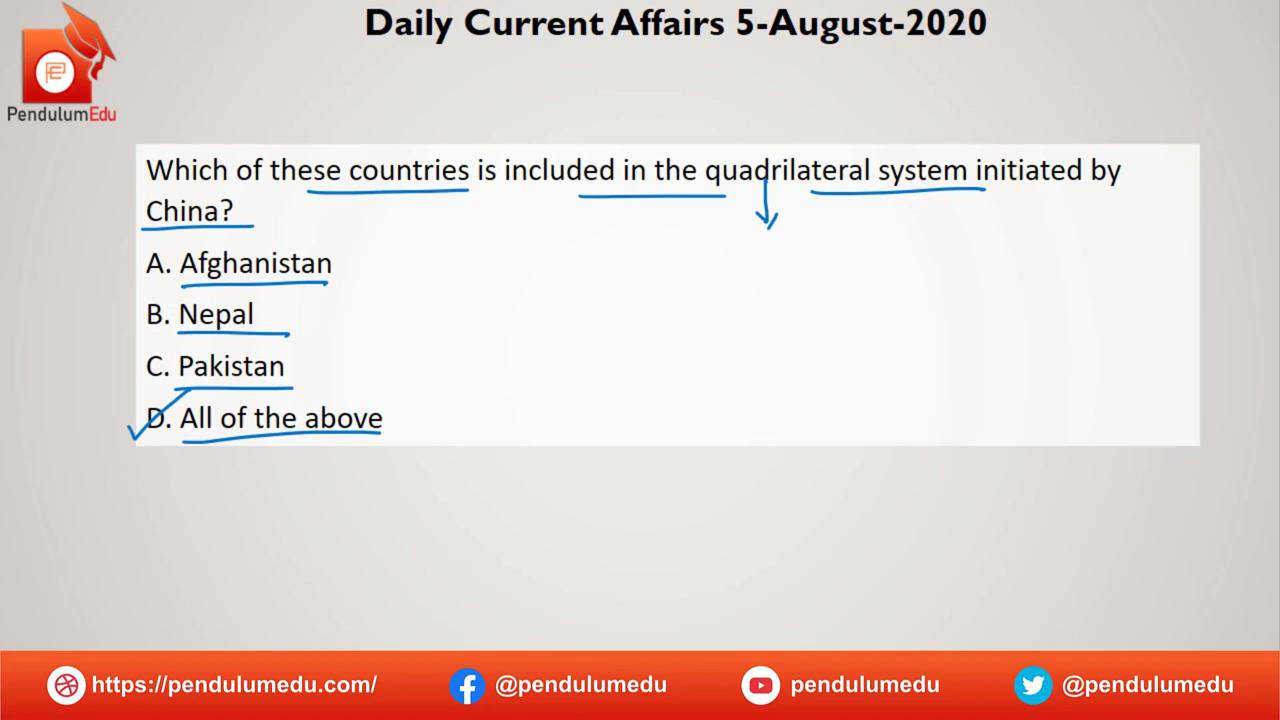 Daily Current Affairs 5-August-2020
PendulumEdu
Which of these countries is included in the quadrilateral system initiated by
China?
A. Afghanistan
B. Nepal
C. Pakistan
D. All of the above
https://pendulumedu.com/
@pendulumedu
pendulumedu
@pendulumedu